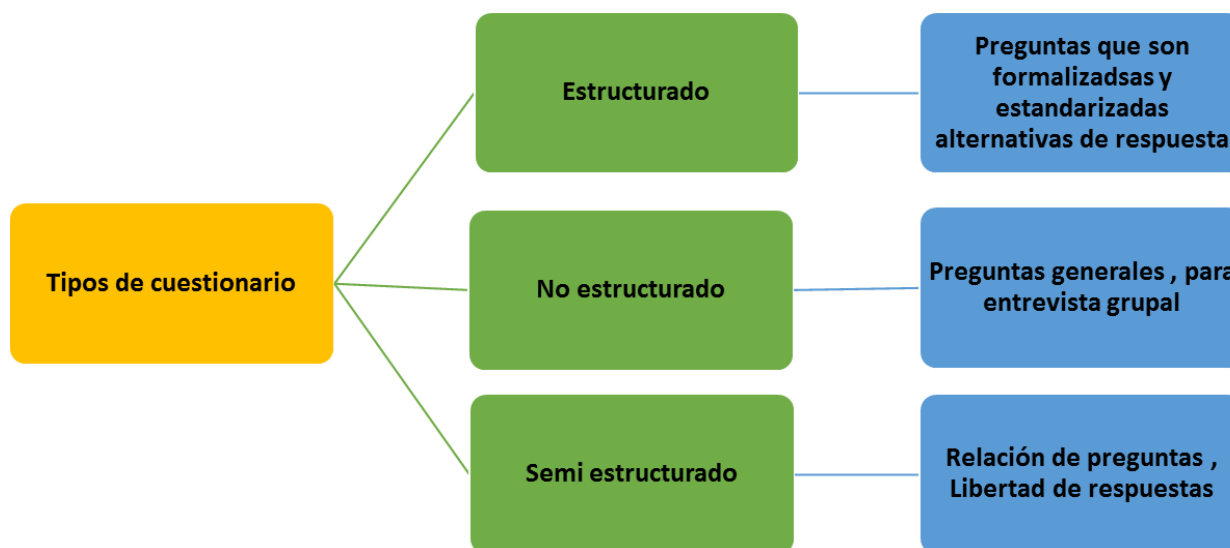 Tipos de cuestionario
Estructurado
Preguntas que son
formalizadsas y
estandarizadas
alternativas de respuesta
No estructurado
Preguntas generales , para
entrevista grupal
Semi estructurado
Relación de preguntas ,
Libertad de respuestas